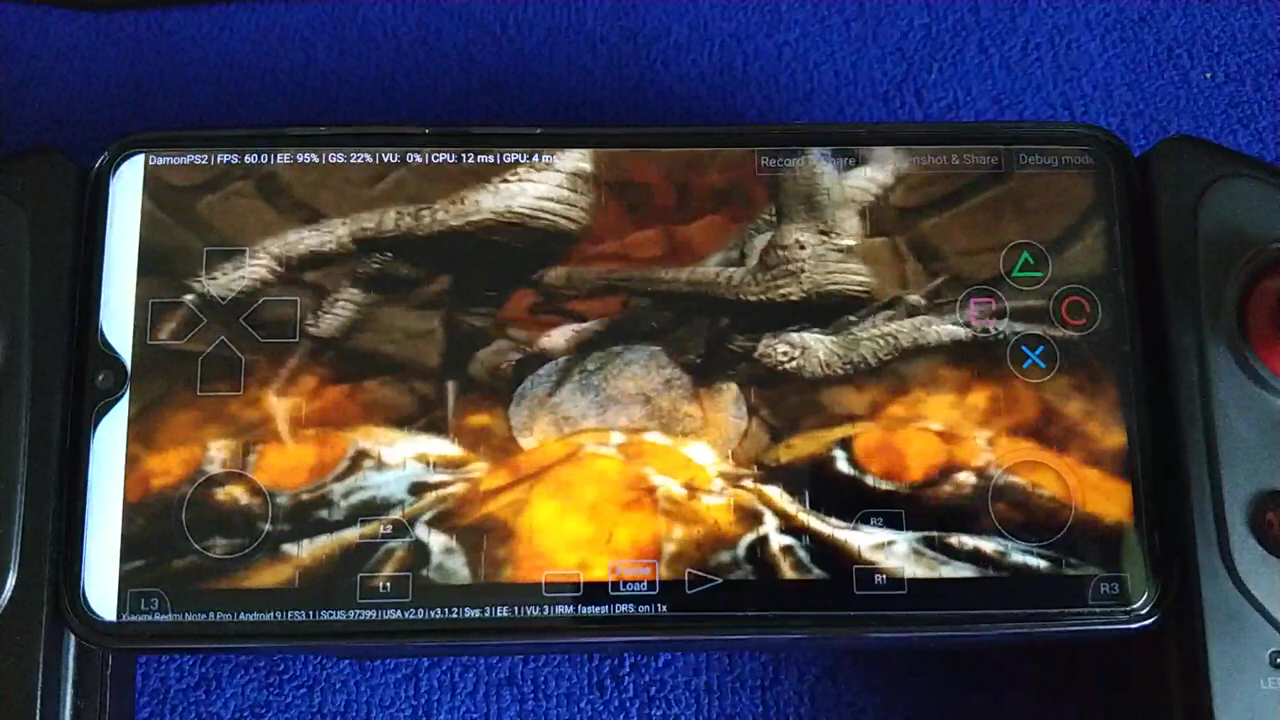 DamonPS2 | FPS: 60.0 | EE: 95% | GS: 22% | VU: 0% | CPU: 12 ms | GPU: 4 ms
Record & Share
nshot & Share
Debug mode
L2
R2
L1
Load
R1
L3
R3
Xiaomi Redmi Note 8 Pro | Android 9 | ES3.1 | SCUS-97399 | USA v2.0 | v3.1.2 | Sys: 3 | EE: 1 | VU: 3 | IRM: fastest | DRS: on | 1x